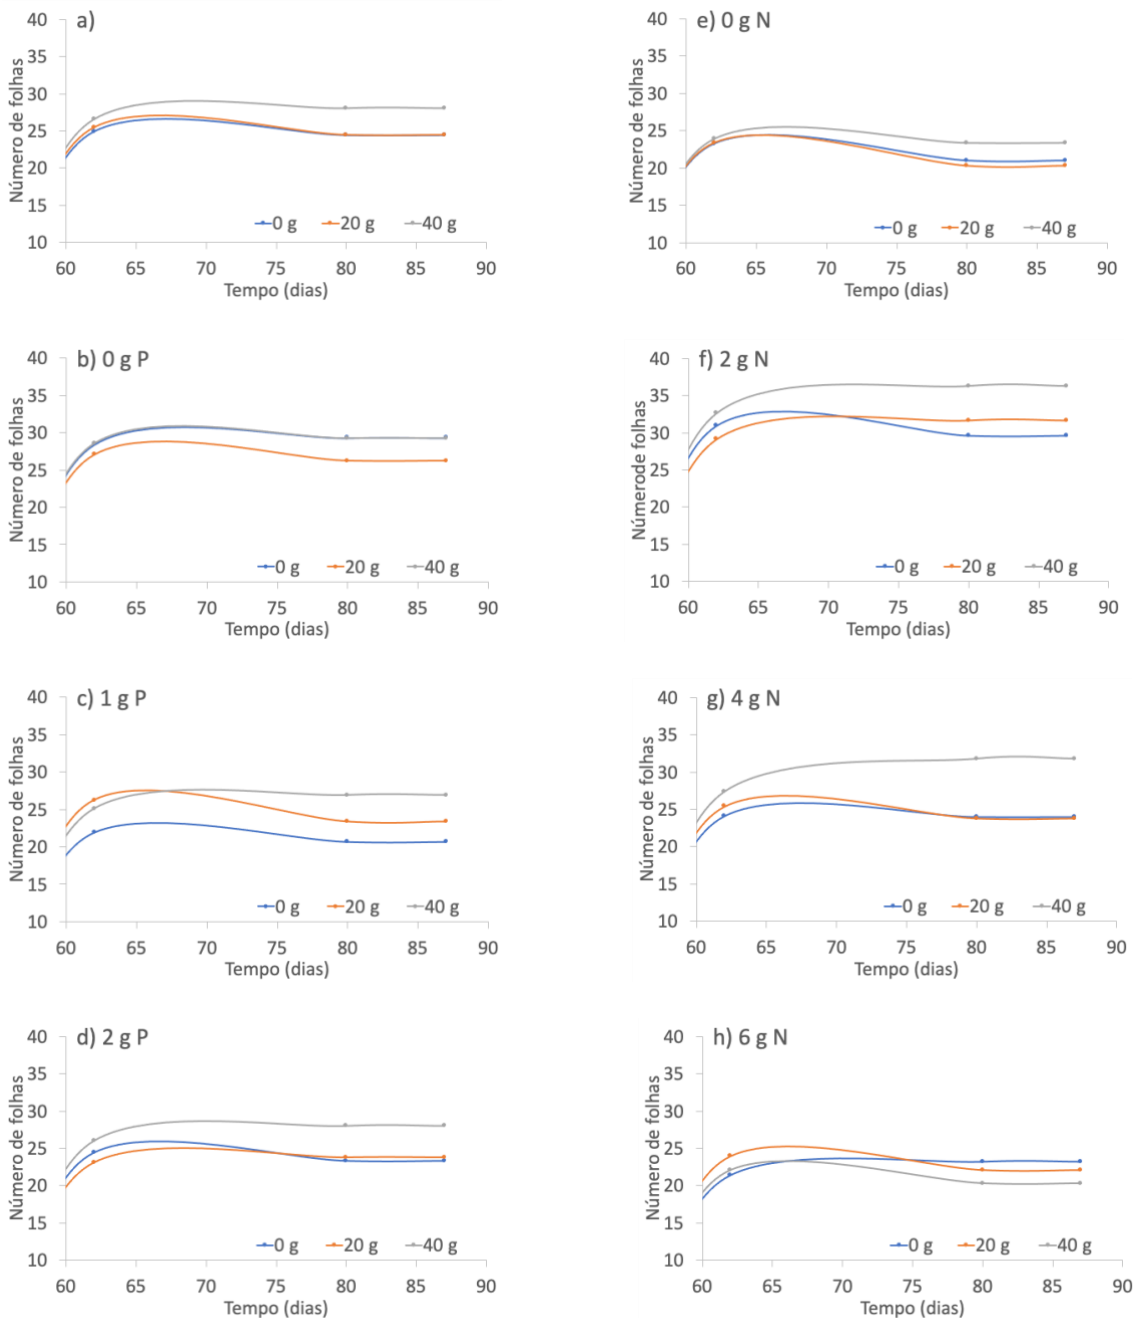 a)
40
35
30
25
20
15
10
Número de folhas
0 g 20 g 40 g
60 65 70 75 80 85 90
Tempo (dias)
b) 0 g P
40
35
30
25
20
15
10
Número de folhas
0 g 20 g 40 g
60 65 70 75 80 85 90
Tempo (dias)
c) 1 g P
40
35
30
25
20
15
10
Número de folhas
0 g 20 g 40 g
60 65 70 75 80 85 90
Tempo (dias)
d) 2 g P
40
35
30
25
20
15
10
Número de folhas
0 g 20 g 40 g
60 65 70 75 80 85 90
Tempo (dias)
e) 0 g N
40
35
30
25
20
15
10
Número de folhas
0 g 20 g 40 g
60 65 70 75 80 85 90
Tempo (dias)
f) 2 g N
40
35
30
25
20
15
10
Númerode folhas
0 g 20 g 40 g
60 65 70 75 80 85 90
Tempo (dias)
g) 4 g N
40
35
30
25
20
15
10
Número de folhas
0 g 20 g 40 g
60 65 70 75 80 85 90
Tempo (dias)
h) 6 g N
40
35
30
25
20
15
10
Número de folhas
0 g 20 g 40 g
60 65 70 75 80 85 90
Tempo (dias)